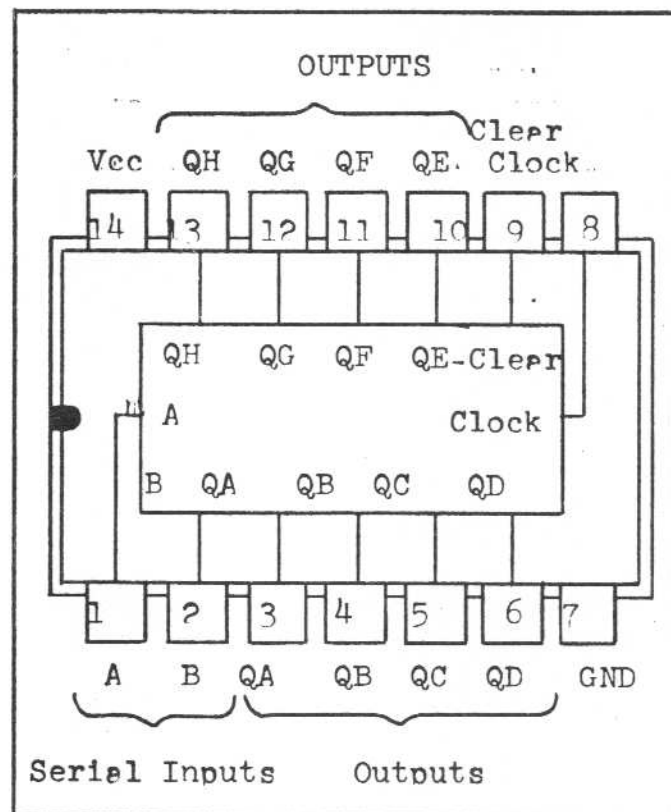 OUTPUTS
Clear
Vcc QH QG QF QE Clock
14 13 12 11 10 9 8
QH QG QF QE-Clear
A Clock
B QA QB QC QD
1 2 3 4 5 6 7
A B QA QB QC QD GND
Serial Inputs Outputs